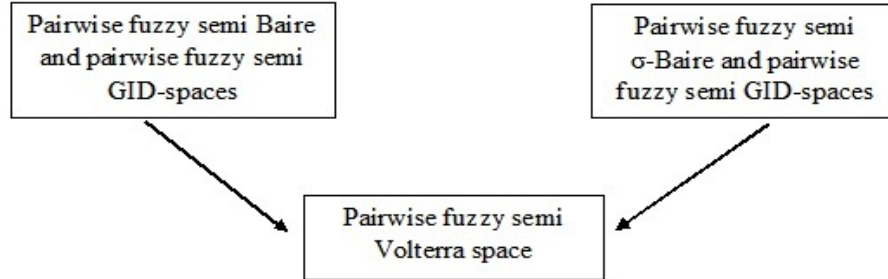 Pairwise fuzzy semi Baire
and pairwise fuzzy semi
GID-spaces
Pairwise fuzzy semi
σ-Baire and pairwise
fuzzy semi GID-spaces
Pairwise fuzzy semi
Volterra space